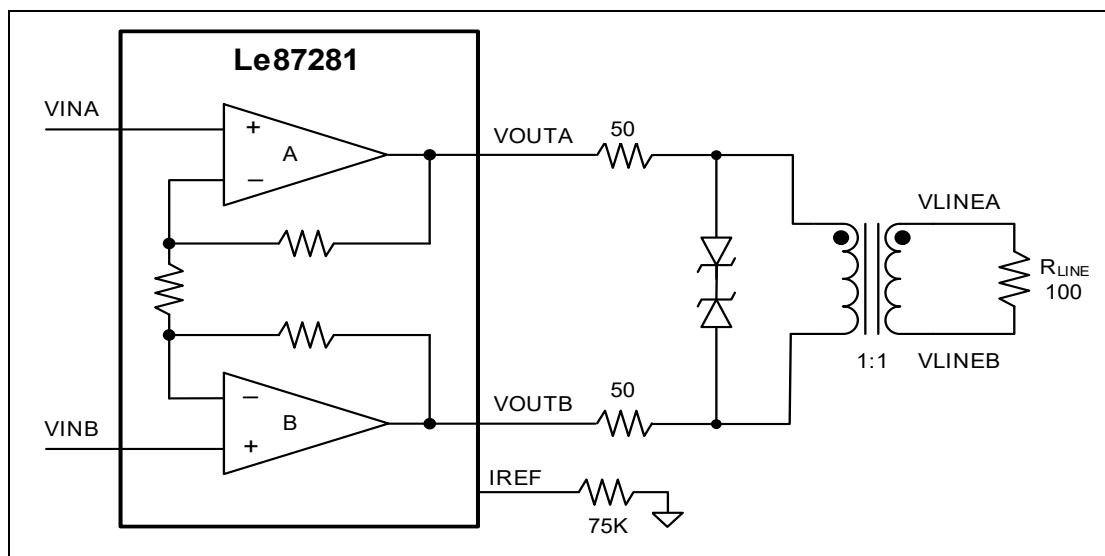 Le87281
VINA
+
A
−
VOUTA
50
VLINEA
RLINE
100
1:1
VLINEB
−
B
+
VINB
VOUTB
50
IREF
75K